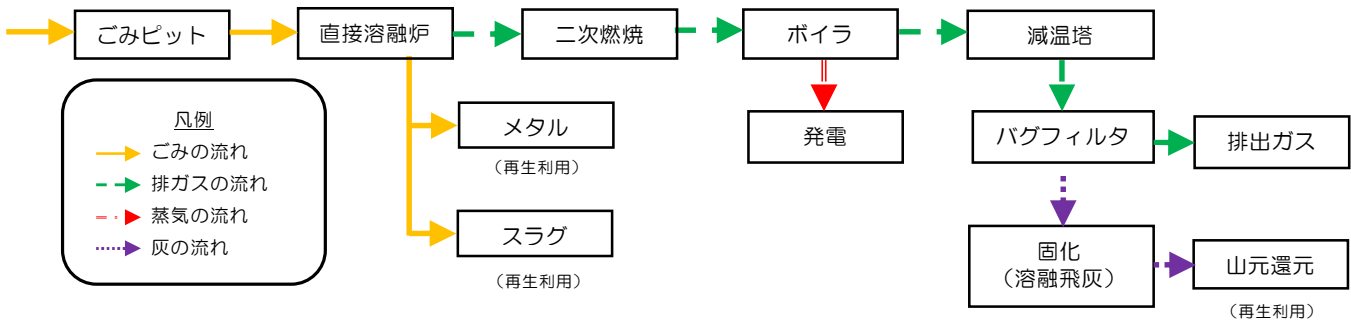 ごみピット
直接溶融炉
二次燃焼
ボイラ
減温塔
凡例
ごみの流れ
排ガスの流れ
蒸気の流れ
灰の流れ
メタル
（再生利用）
スラグ
（再生利用）
発電
バグフィルタ
排出ガス
固化
（溶融飛灰）
山元還元
（再生利用）